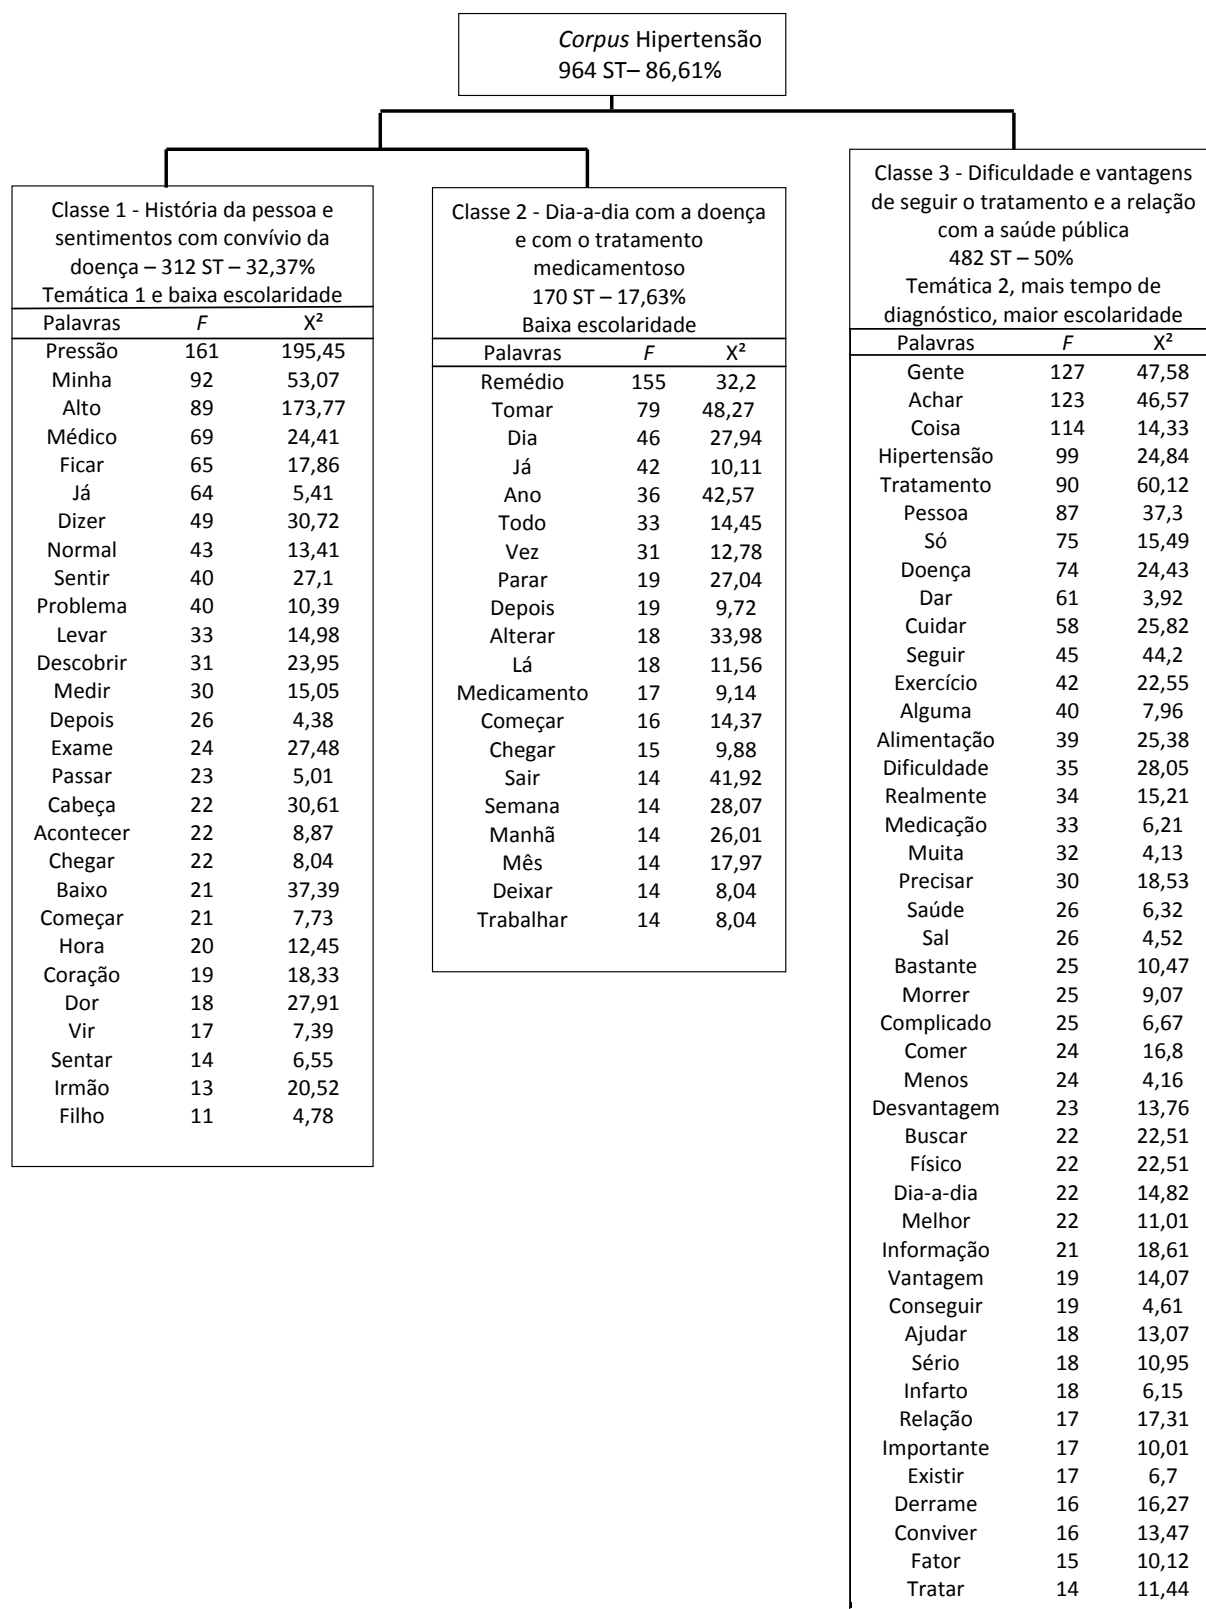 Corpus Hipertensão
964 ST– 86,61%
Classe 1 - História da pessoa e
sentimentos com convívio da
doença – 312 ST – 32,37%
Temática 1 e baixa escolaridade
Palavras F X²
Pressão 161 195,45
Minha 92 53,07
Alto 89 173,77
Médico 69 24,41
Ficar 65 17,86
Já 64 5,41
Dizer 49 30,72
Normal 43 13,41
Sentir 40 27,1
Problema 40 10,39
Levar 33 14,98
Descobrir 31 23,95
Medir 30 15,05
Depois 26 4,38
Exame 24 27,48
Passar 23 5,01
Cabeça 22 30,61
Acontecer 22 8,87
Chegar 22 8,04
Baixo 21 37,39
Começar 21 7,73
Hora 20 12,45
Coração 19 18,33
Dor 18 27,91
Vir 17 7,39
Sentar 14 6,55
Irmão 13 20,52
Filho 11 4,78
Classe 2 - Dia-a-dia com a doença
e com o tratamento
medicamentoso
170 ST – 17,63%
Baixa escolaridade
Palavras F X²
Remédio 155 32,2
Tomar 79 48,27
Dia 46 27,94
Já 42 10,11
Ano 36 42,57
Todo 33 14,45
Vez 31 12,78
Parar 19 27,04
Depois 19 9,72
Alterar 18 33,98
Lá 18 11,56
Medicamento 17 9,14
Começar 16 14,37
Chegar 15 9,88
Sair 14 41,92
Semana 14 28,07
Manhã 14 26,01
Mês 14 17,97
Deixar 14 8,04
Trabalhar 14 8,04
Classe 3 - Dificuldade e vantagens
de seguir o tratamento e a relação
com a saúde pública
482 ST – 50%
Temática 2, mais tempo de
diagnóstico, maior escolaridade
Palavras F X²
Gente 127 47,58
Achar 123 46,57
Coisa 114 14,33
Hipertensão 99 24,84
Tratamento 90 60,12
Pessoa 87 37,3
Só 75 15,49
Doença 74 24,43
Dar 61 3,92
Cuidar 58 25,82
Seguir 45 44,2
Exercício 42 22,55
Alguma 40 7,96
Alimentação 39 25,38
Dificuldade 35 28,05
Realmente 34 15,21
Medicação 33 6,21
Muita 32 4,13
Precisar 30 18,53
Saúde 26 6,32
Sal 26 4,52
Bastante 25 10,47
Morrer 25 9,07
Complicado 25 6,67
Comer 24 16,8
Menos 24 4,16
Desvantagem 23 13,76
Buscar 22 22,51
Físico 22 22,51
Dia-a-dia 22 14,82
Melhor 22 11,01
Informação 21 18,61
Vantagem 19 14,07
Conseguir 19 4,61
Ajudar 18 13,07
Sério 18 10,95
Infarto 18 6,15
Relação 17 17,31
Importante 17 10,01
Existir 17 6,7
Derrame 16 16,27
Conviver 16 13,47
Fator 15 10,12
Tratar 14 11,44